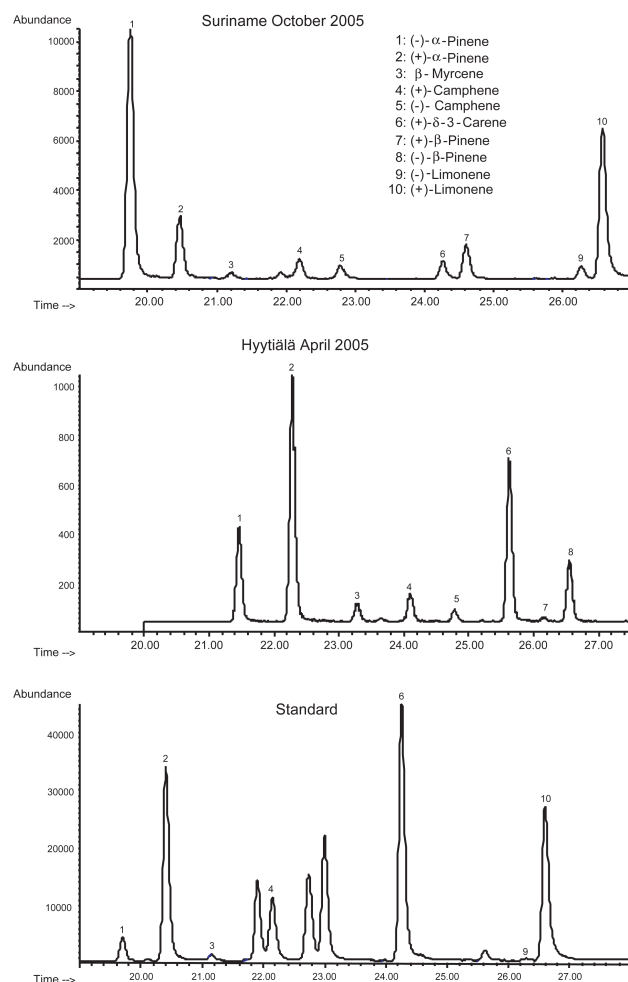 Suriname October 2005
Abundance
1: (-)-α-Pinene
2: (+)-α-Pinene
3: β- Myrcene
4: (+)-Camphene
5: (-)- Camphene
6: (+)-δ-3-Carene
7: (+)-β-Pinene
8: (-)-β-Pinene
9: (-)-Limonene
10: (+)-Limonene
10000
8000
6000
4000
2000
1
2
3
4
5
6
7
9
10
20.00 21.00 22.00 23.00 24.00 25.00 26.00
Time -->
Hyytiälä April 2005
Abundance
1000
800
600
400
200
1
2
3
4
5
6
7
8
20.00 21.00 22.00 23.00 24.00 25.00 26.00 27.00
Time -->
Standard
Abundance
40000
30000
20000
10000
1
2
3
4
6
9
10
20.00 21.00 22.00 23.00 24.00 25.00 26.00 27.00
Time -->